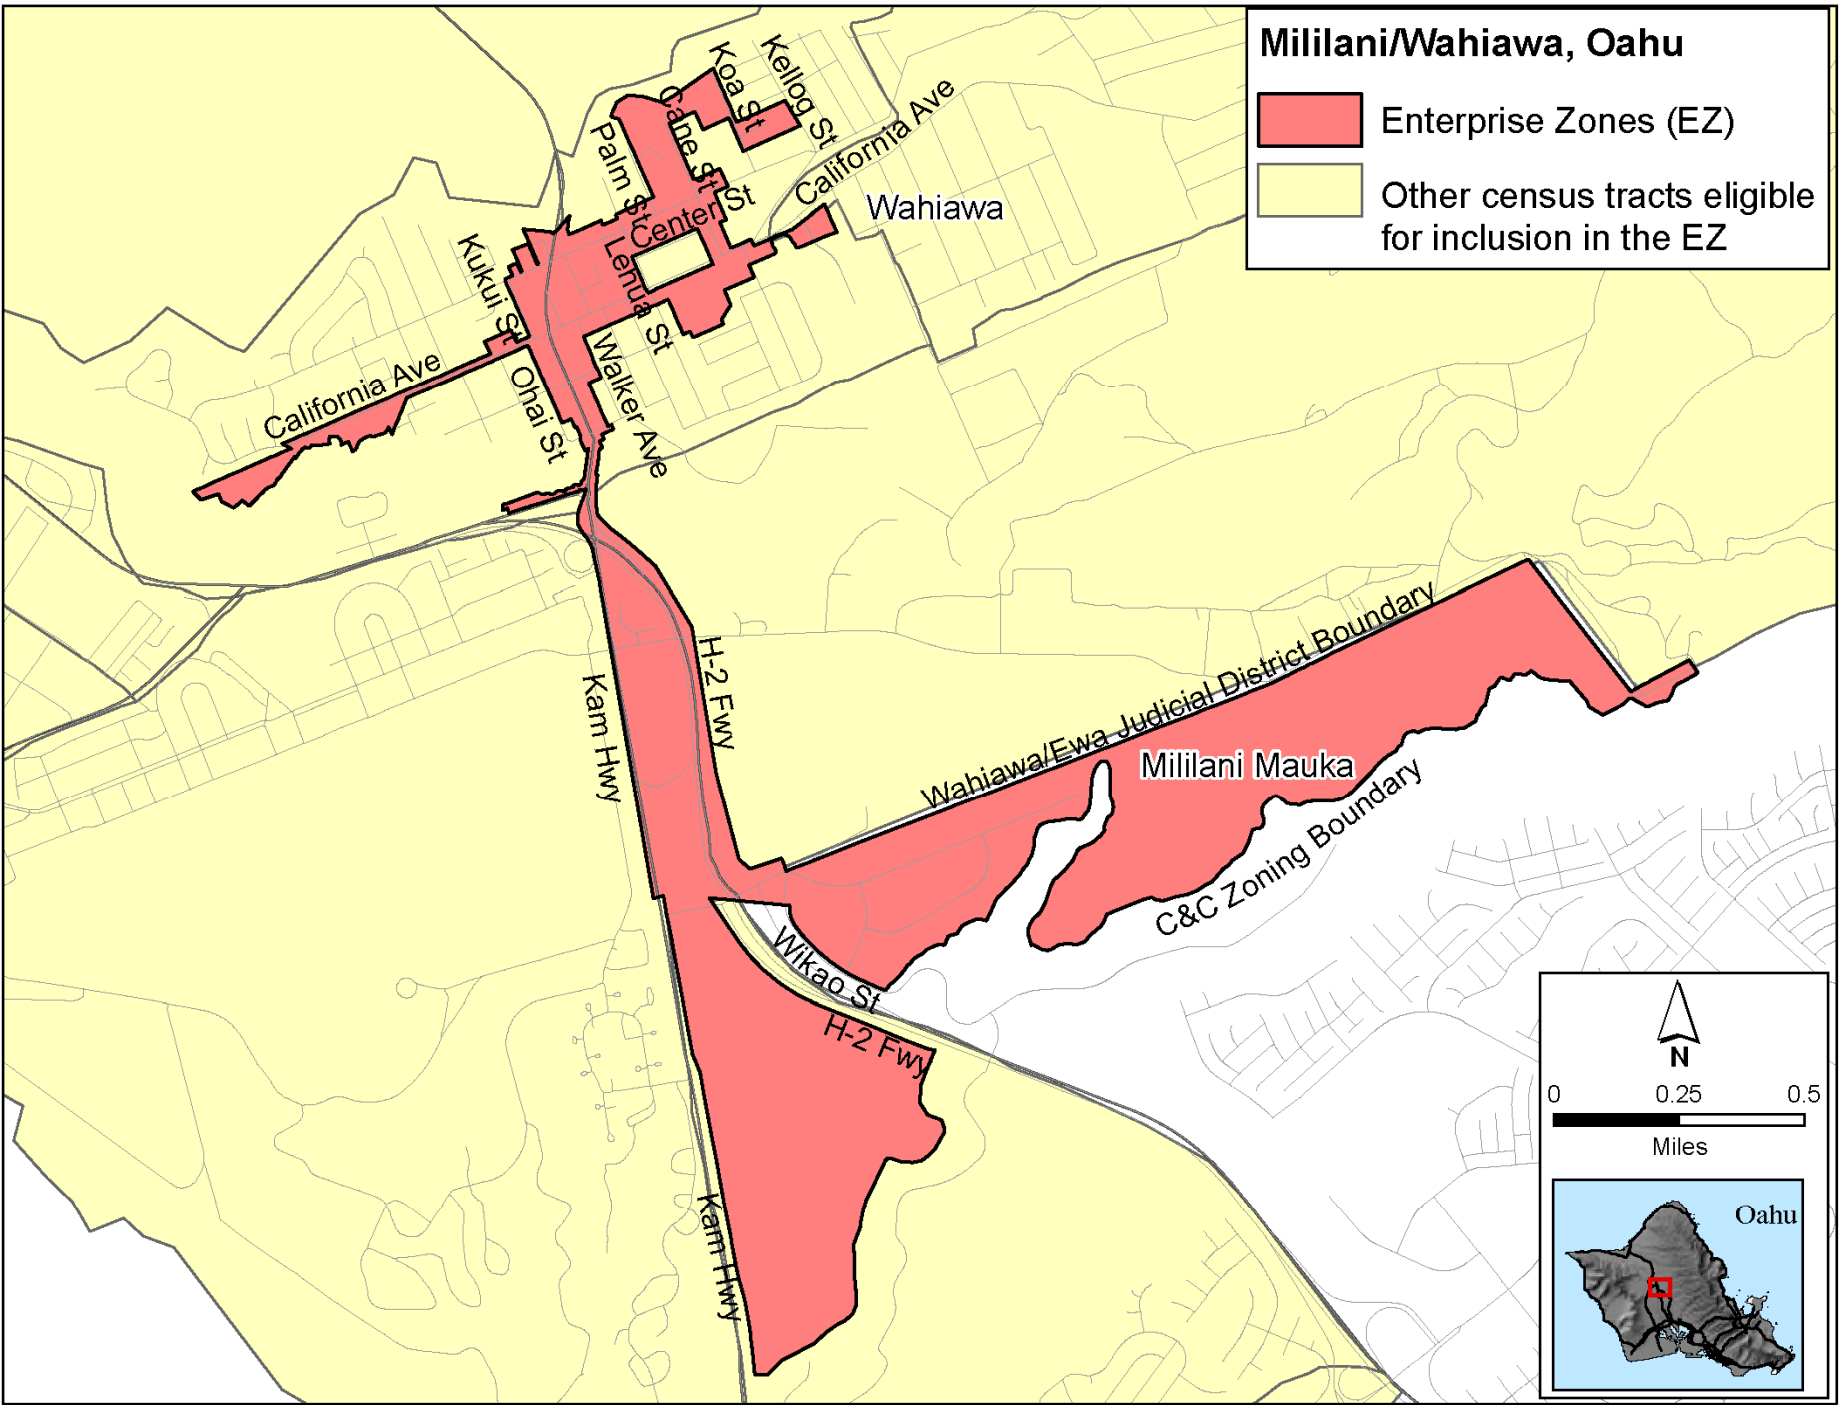 Mililani/Wahiawa, Oahu
Enterprise Zones (EZ)
Other census tracts eligible
for inclusion in the EZ
Koa St
Kellog St
Cane St
California Ave
Palm St
Center St
Wahiawa
Kukui St
Lenua St
Walker Ave
California Ave
Ohai St
Wahiawa/Ewa Judicial District Boundary
H-2 Fwy
Kam Hwy
Mililani Mauka
C&C Zoning Boundary
Wikao St
H-2 Fwy
Kam Hwy
N
0 0.25 0.5
Miles
Oahu